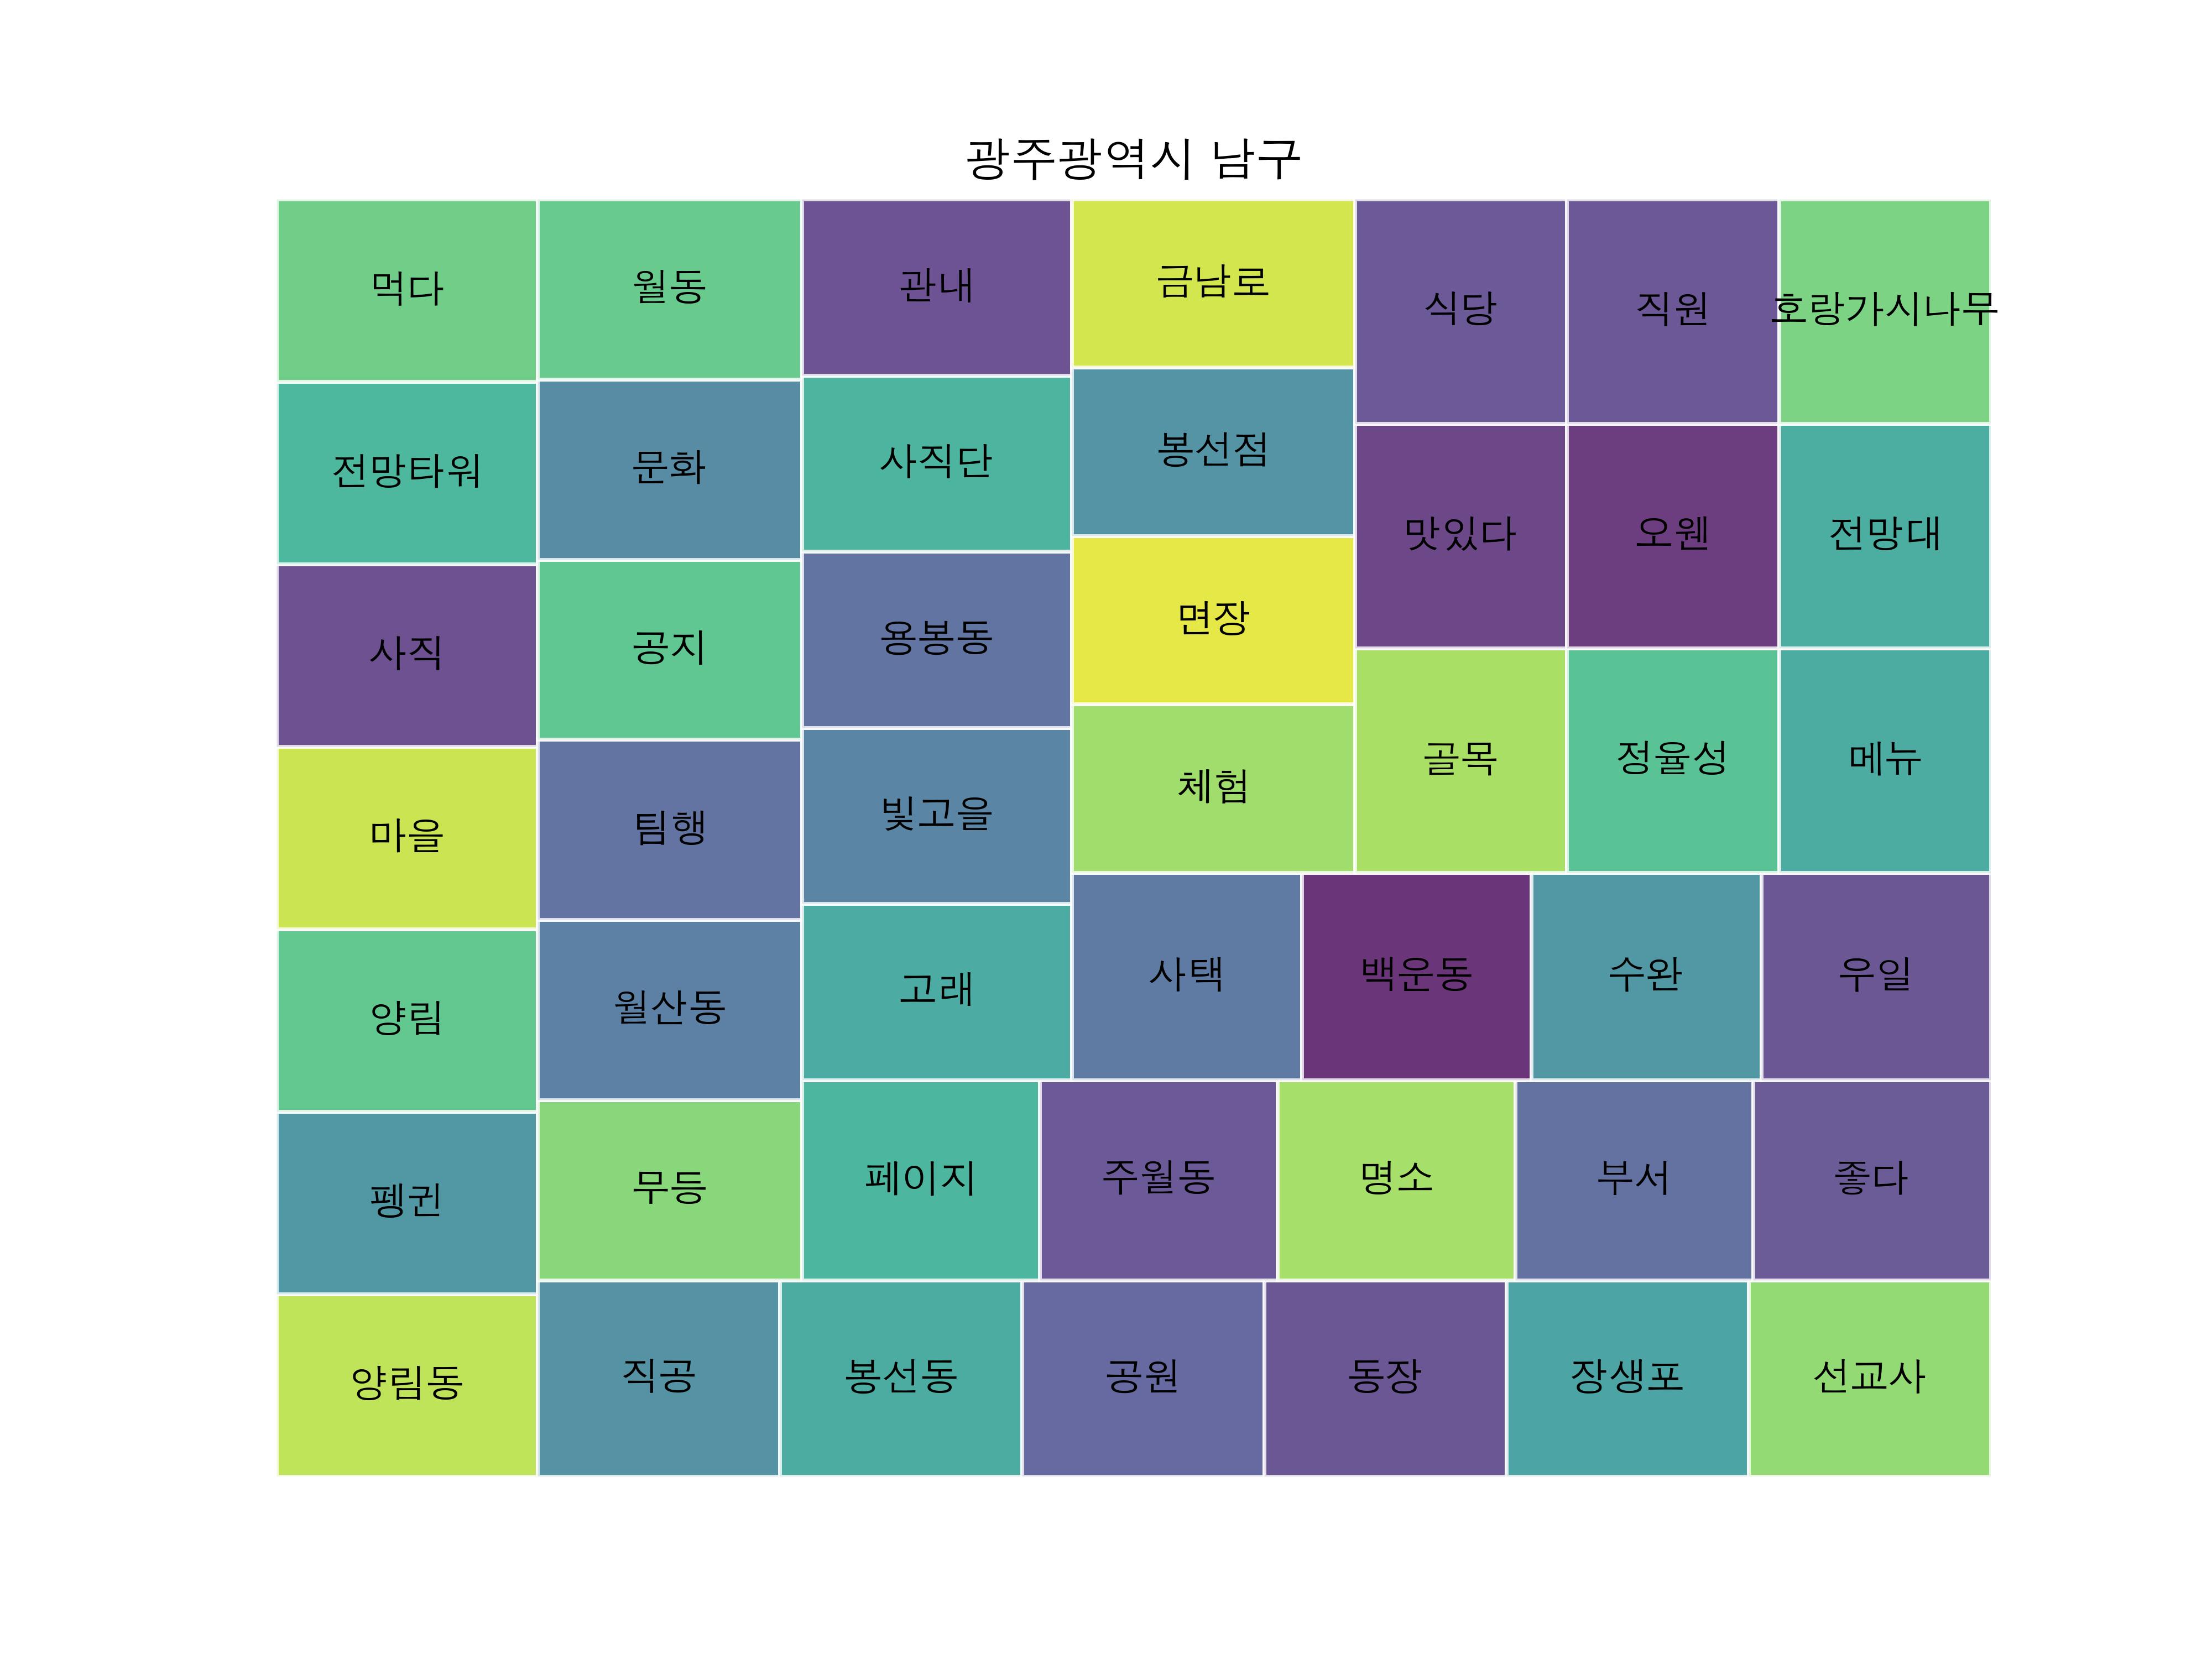 광주광역시 남구
먹다
월동
관내
금남로
식당
직원
호랑가시나무
전망타워
문화
사직단
봉선점
맛있다
오웬
전망대
사직
공지
용봉동
면장
골목
정율성
메뉴
마을
팀행
빛고을
체험
양림
월산동
고래
사택
백운동
수완
우일
펭귄
무등
페이지
주월동
명소
부서
좋다
양림동
직공
봉선동
공원
동장
장생포
선교사